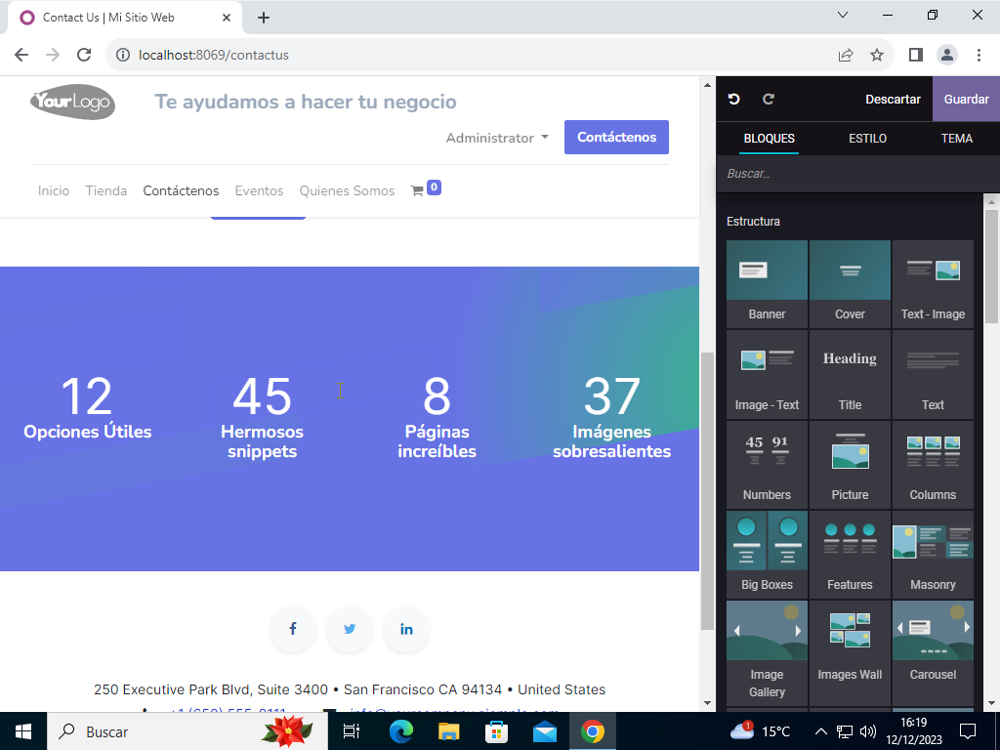 Contact Us | Mi Sitio Web
localhost:8069/contactus
YourLogo
Te ayudamos a hacer tu negocio
Administrator
Contáctenos
Inicio
Tienda
Contáctenos
Eventos
Quienes Somos
0
12
Opciones Útiles
45
Hermosos
snippets
8
Páginas
increíbles
37
Imágenes
sobresalientes
250 Executive Park Blvd, Suite 3400 • San Francisco CA 94134 • United States
Descartar
Guardar
BLOQUES
ESTILO
TEMA
Buscar...
Estructura
Banner
Cover
Text - Image
Image - Text
Heading
Title
Text
45 91
Numbers
Picture
Columns
Big Boxes
Features
Masonry
Image
Gallery
Images Wall
Carousel
Buscar
1
15°C
16:19
12/12/2023